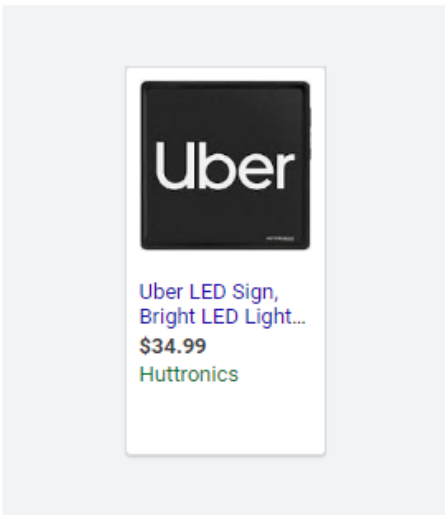 Uber
Uber LED Sign,
Bright LED Light...
$34.99
Huttronics